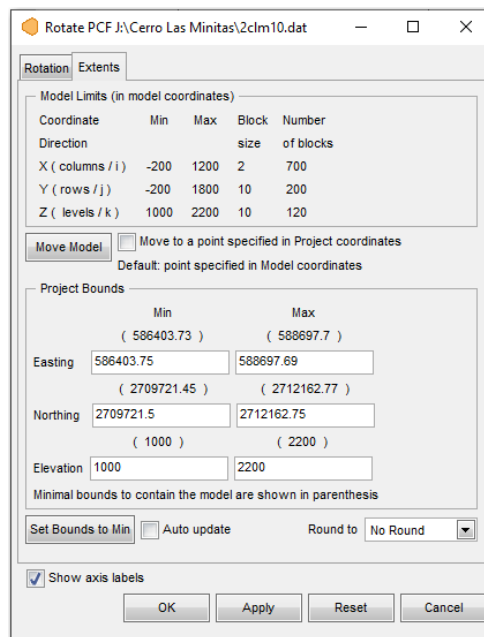 Rotate PCF J:\Cerro Las Minitas\2clm10.dat
Rotation Extents
Model Limits (in model coordinates)
Coordinate Min Max Block Number
Direction size of blocks
X ( columns / i ) -200 1200 2 700
Y ( rows / j ) -200 1800 10 200
Z ( levels / k ) 1000 2200 10 120
Move Model Move to a point specified in Project coordinates
Default: point specified in Model coordinates
Project Bounds
Min Max
( 586403.73 ) ( 588697.7 )
Easting 586403.75 588697.69
( 2709721.45 ) ( 2712162.77 )
Northing 2709721.5 2712162.75
( 1000 ) ( 2200 )
Elevation 1000 2200
Minimal bounds to contain the model are shown in parenthesis
Set Bounds to Min Auto update Round to No Round
Show axis labels
OK Apply Reset Cancel